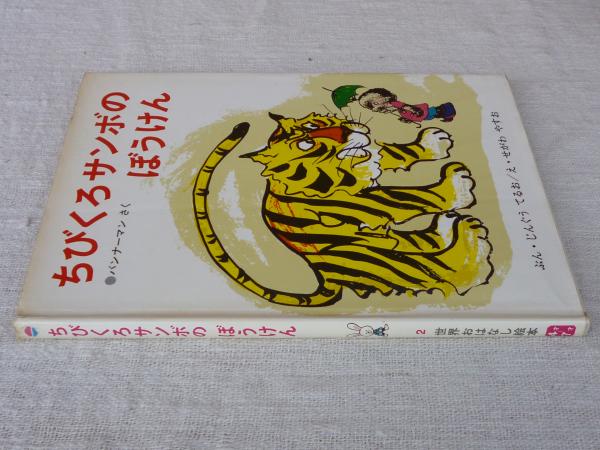 ちびくろサンボの
ぼうけん
●バンナーマン さく
ぶん・じんぐう てるお/え・せがわ やすお
ちびくろサンボの ぼうけん
2 世界おはなし絵本